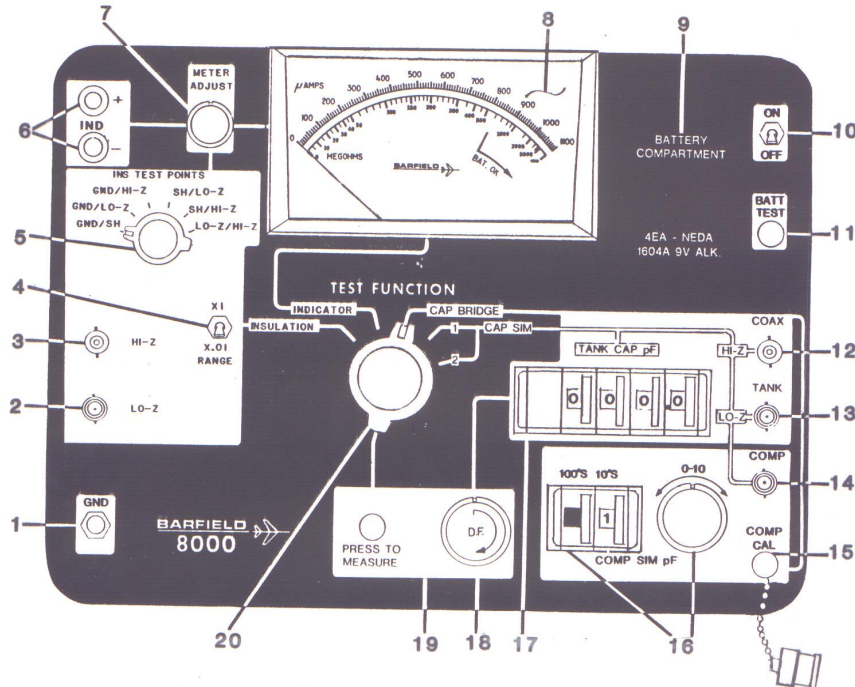 7
8
9
METER
ADJUST
6
+
IND
−
µAMPS
0
100
200
300
400
500
600
700
800
900
1000
1100
MEGOHMS
BARFIELD
BAT. OK
BATTERY
COMPARTMENT
ON
OFF
10
INS TEST POINTS
GND/HI-Z
SH/LO-Z
GND/LO-Z
SH/HI-Z
GND/SH
LO-Z/HI-Z
5
BATT
TEST
11
4EA - NEDA
1604A 9V ALK.
4
X1
X.01
RANGE
TEST FUNCTION
INDICATOR
CAP BRIDGE
INSULATION
1
CAP SIM
2
3
HI-Z
2
LO-Z
TANK CAP pF
0
0
0
.0
COAX
HI-Z
12
TANK
LO-Z
13
COMP
14
1
GND
BARFIELD
8000
PRESS TO
MEASURE
D.F.
100'S 10'S
1
0-10
COMP SIM pF
COMP
CAL
15
20
19
18
17
16